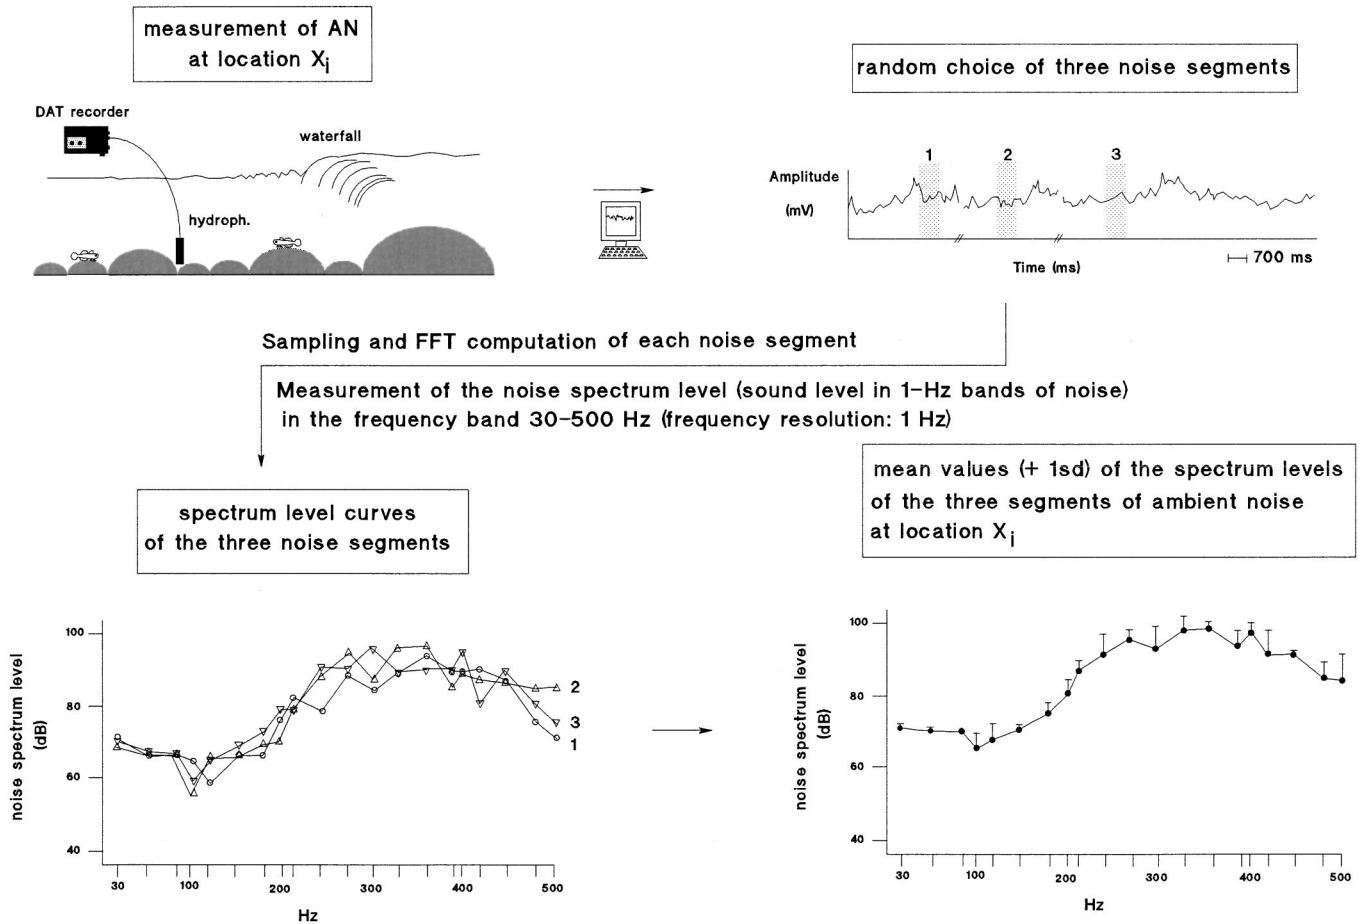 measurement of AN
at location Xi
DAT recorder
waterfall
hydroph.
random choice of three noise segments
1 2 3
Amplitude
(mV)
Time (ms)
700 ms
Sampling and FFT computation of each noise segment
Measurement of the noise spectrum level (sound level in 1-Hz bands of noise)
in the frequency band 30-500 Hz (frequency resolution: 1 Hz)
spectrum level curves
of the three noise segments
noise spectrum level
(dB)
100
80
60
40
2
3
1
30 100 200 300 400 500
Hz
mean values (+ 1sd) of the spectrum levels
of the three segments of ambient noise
at location Xi
noise spectrum level
(dB)
100
80
60
40
30 100 200 300 400 500
Hz